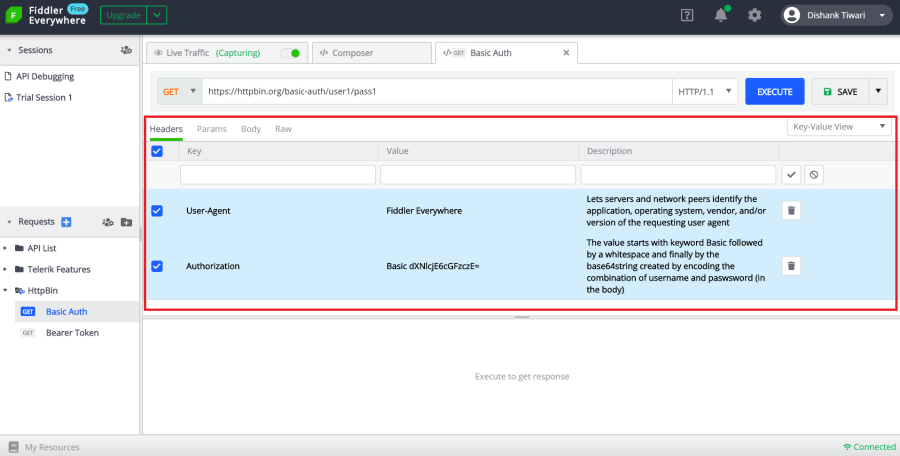 F
Fiddler Free
Everywhere
Upgrade
Dishank Tiwari
Sessions
API Debugging
Trial Session 1
Requests
API List
Telerik Features
HttpBin
GET Basic Auth
GET Bearer Token
Live Traffic (Capturing)
</> Composer
</> GET Basic Auth
GET https://httpbin.org/basic-auth/user1/pass1 HTTP/1.1 EXECUTE SAVE
Headers Params Body Raw Key-Value View
Key Value Description
User-Agent Fiddler Everywhere
Lets servers and network peers identify the
application, operating system, vendor, and/or
version of the requesting user agent
Authorization Basic dXNlcjE6cGFzczE=
The value starts with keyword Basic followed
by a whitespace and finally by the
base64string created by encoding the
combination of username and paswsword (in
the body)
Execute to get response
My Resources
Connected